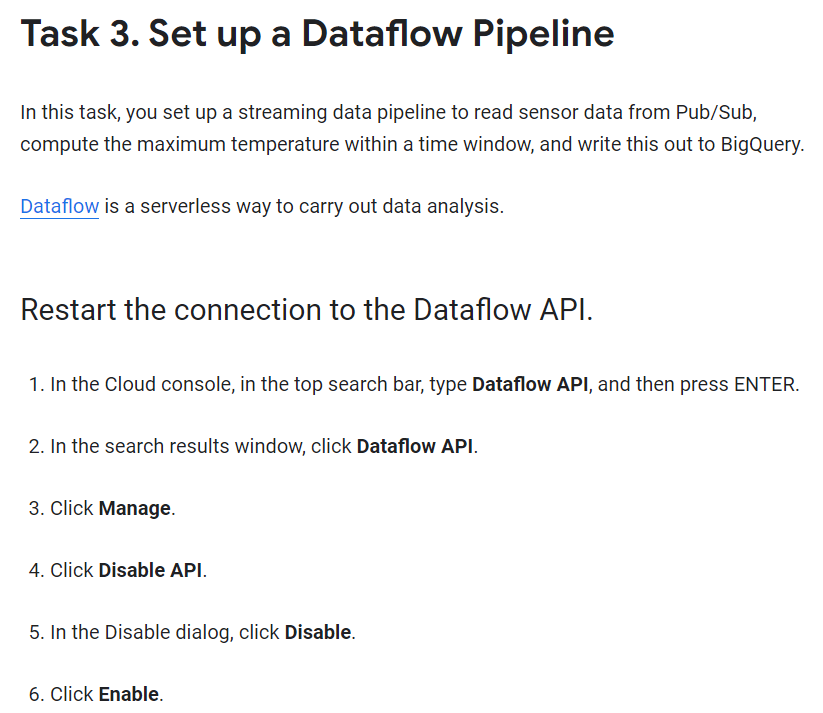 Task 3. Set up a Dataflow Pipeline
In this task, you set up a streaming data pipeline to read sensor data from Pub/Sub,
compute the maximum temperature within a time window, and write this out to BigQuery.
Dataflow is a serverless way to carry out data analysis.
Restart the connection to the Dataflow API.
1. In the Cloud console, in the top search bar, type Dataflow API, and then press ENTER.
2. In the search results window, click Dataflow API.
3. Click Manage.
4. Click Disable API.
5. In the Disable dialog, click Disable.
6. Click Enable.